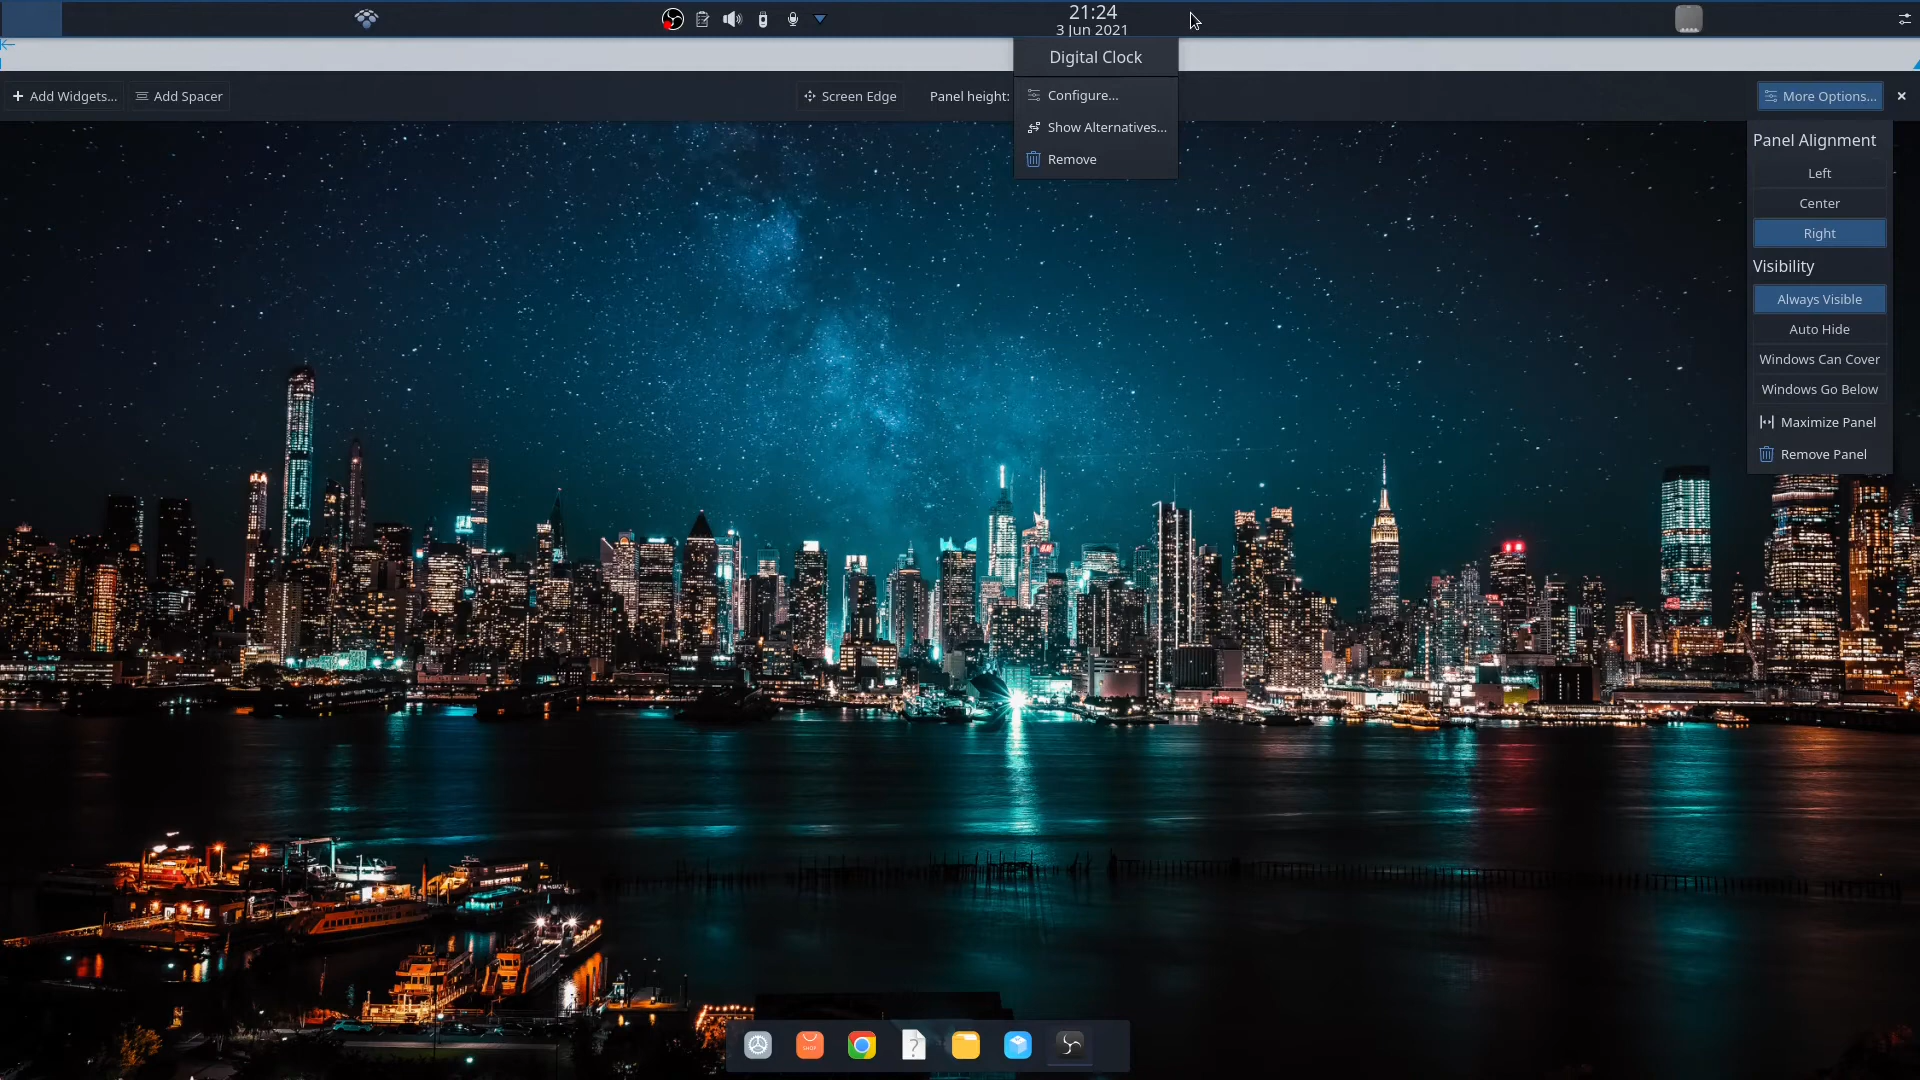 21:24
3 Jun 2021
Digital Clock
Configure...
Show Alternatives...
Remove
Add Widgets...
Add Spacer
Screen Edge
Panel height:
More Options...
Panel Alignment
Left
Center
Right
Visibility
Always Visible
Auto Hide
Windows Can Cover
Windows Go Below
Maximize Panel
Remove Panel
SHOP
?